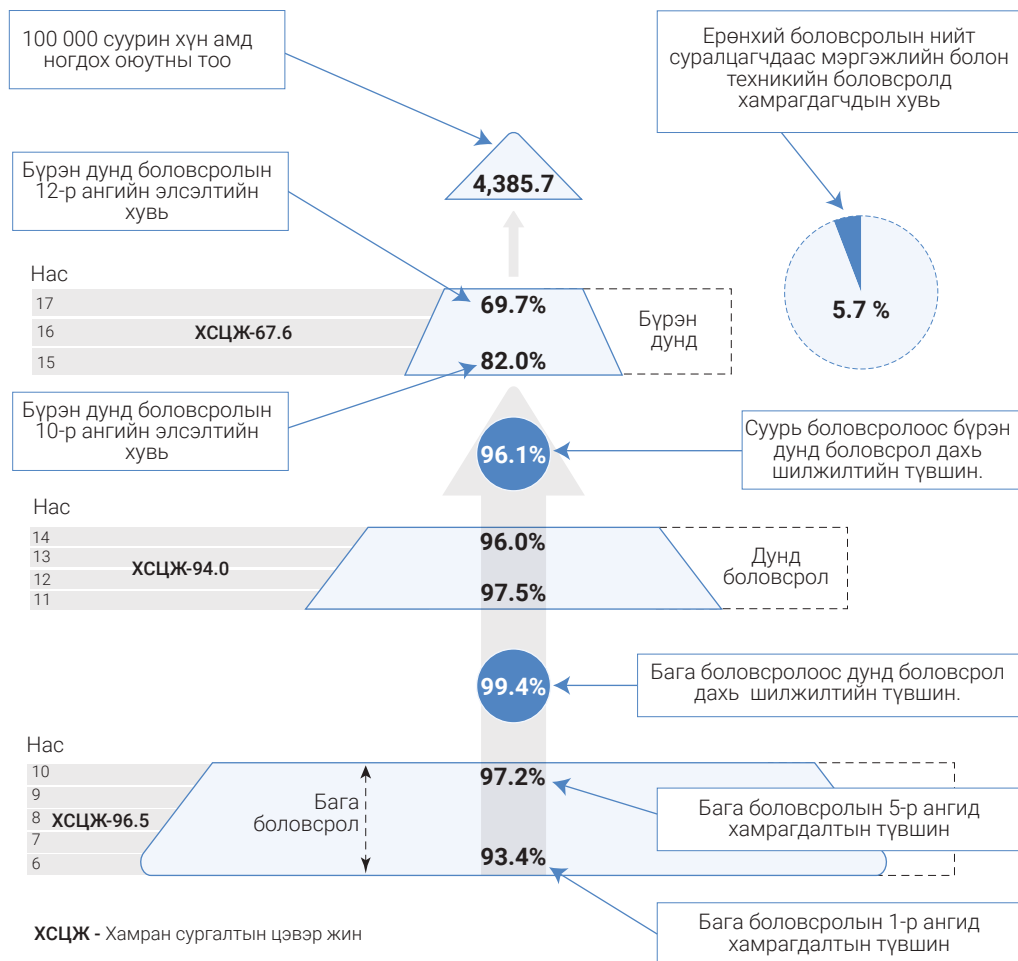 100 000 суурин хүн амд
ногдох оюутны тоо
Ерөнхий боловсролын нийт
суралцагчдаас мэргэжлийн болон
техникийн боловсролд
хамрагдагчдын хувь
4,385.7
Бүрэн дунд боловсролын
12-р ангийн элсэлтийн
хувь
5.7 %
Нас
17
16
15
ХСЦЖ-67.6
69.7%
82.0%
Бүрэн
дунд
Бүрэн дунд боловсролын
10-р ангийн элсэлтийн
хувь
96.1%
Суурь боловсролоос бүрэн
дунд боловсрол дахь
шилжилтийн түвшин.
Нас
14
13
12
11
ХСЦЖ-94.0
96.0%
97.5%
Дунд
боловсрол
99.4%
Бага боловсролоос дунд боловсрол
дахь шилжилтийн түвшин.
Нас
10
9
8
7
6
ХСЦЖ-96.5
Бага
боловсрол
97.2%
93.4%
Бага боловсролын 5-р ангид
хамрагдалтын түвшин
Бага боловсролын 1-р ангид
хамрагдалтын түвшин
ХСЦЖ - Хамран сургалтын цэвэр жин